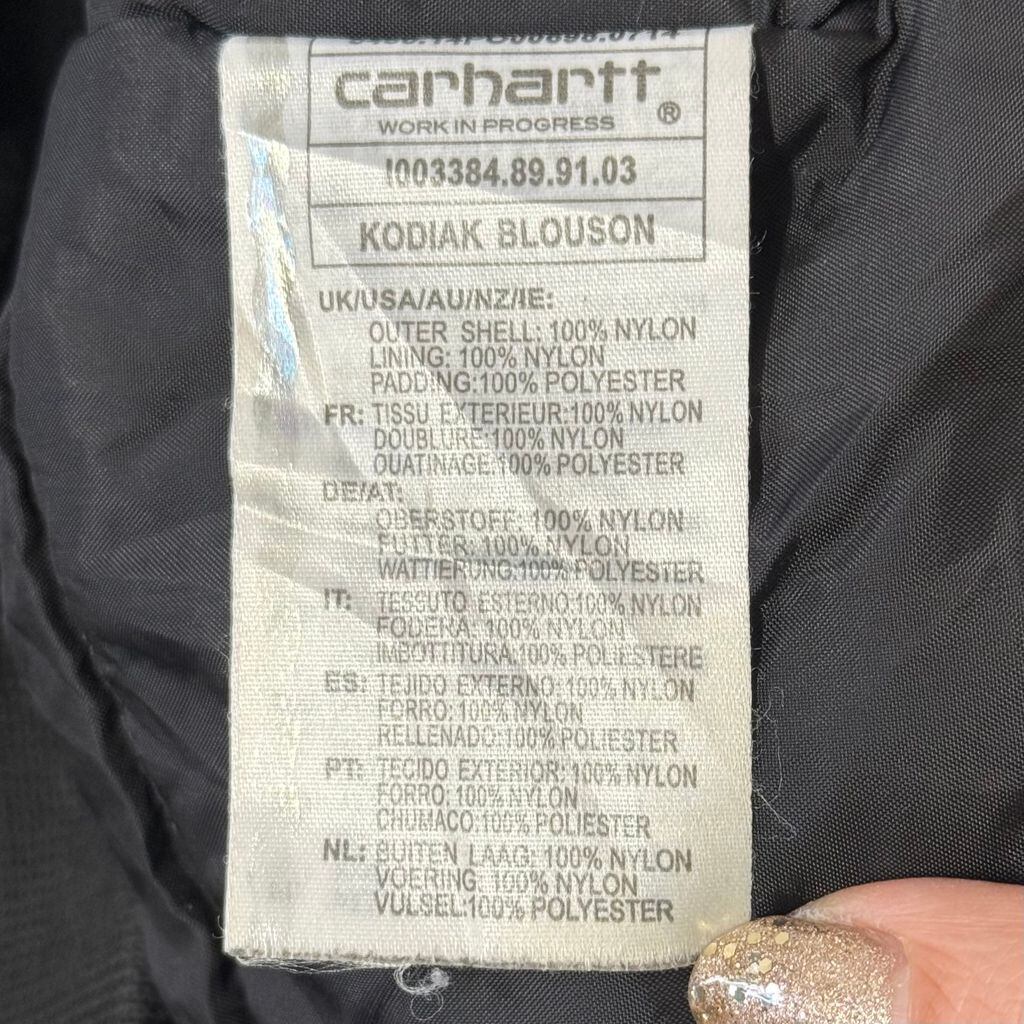 carhartt®
WORK IN PROGRESS
I003384.89.91.03
KODIAK BLOUSON
UK/USA/AU/NZ/IE:
OUTER SHELL: 100% NYLON
LINING: 100% NYLON
PADDING:100% POLYESTER
FR: TISSU EXTERIEUR:100% NYLON
DOUBLURE:100% NYLON
OUATINAGE:100% POLYESTER
DE/AT:
OBERSTOFF: 100% NYLON
FUTTER: 100% NYLON
WATTIERUNG:100% POLYESTER
IT: TESSUTO ESTERNO:100% NYLON
FODERA: 100% NYLON
IMBOTTITURA:100% POLIESTERE
ES: TEJIDO EXTERNO: 100% NYLON
FORRO: 100% NYLON
RELLENADO:100% POLIESTER
PT: TECIDO EXTERIOR: 100% NYLON
FORRO: 100% NYLON
CHUMACO:100% POLIESTER
NL: BUITEN LAAG: 100% NYLON
VOERING: 100% NYLON
VULSEL:100% POLYESTER